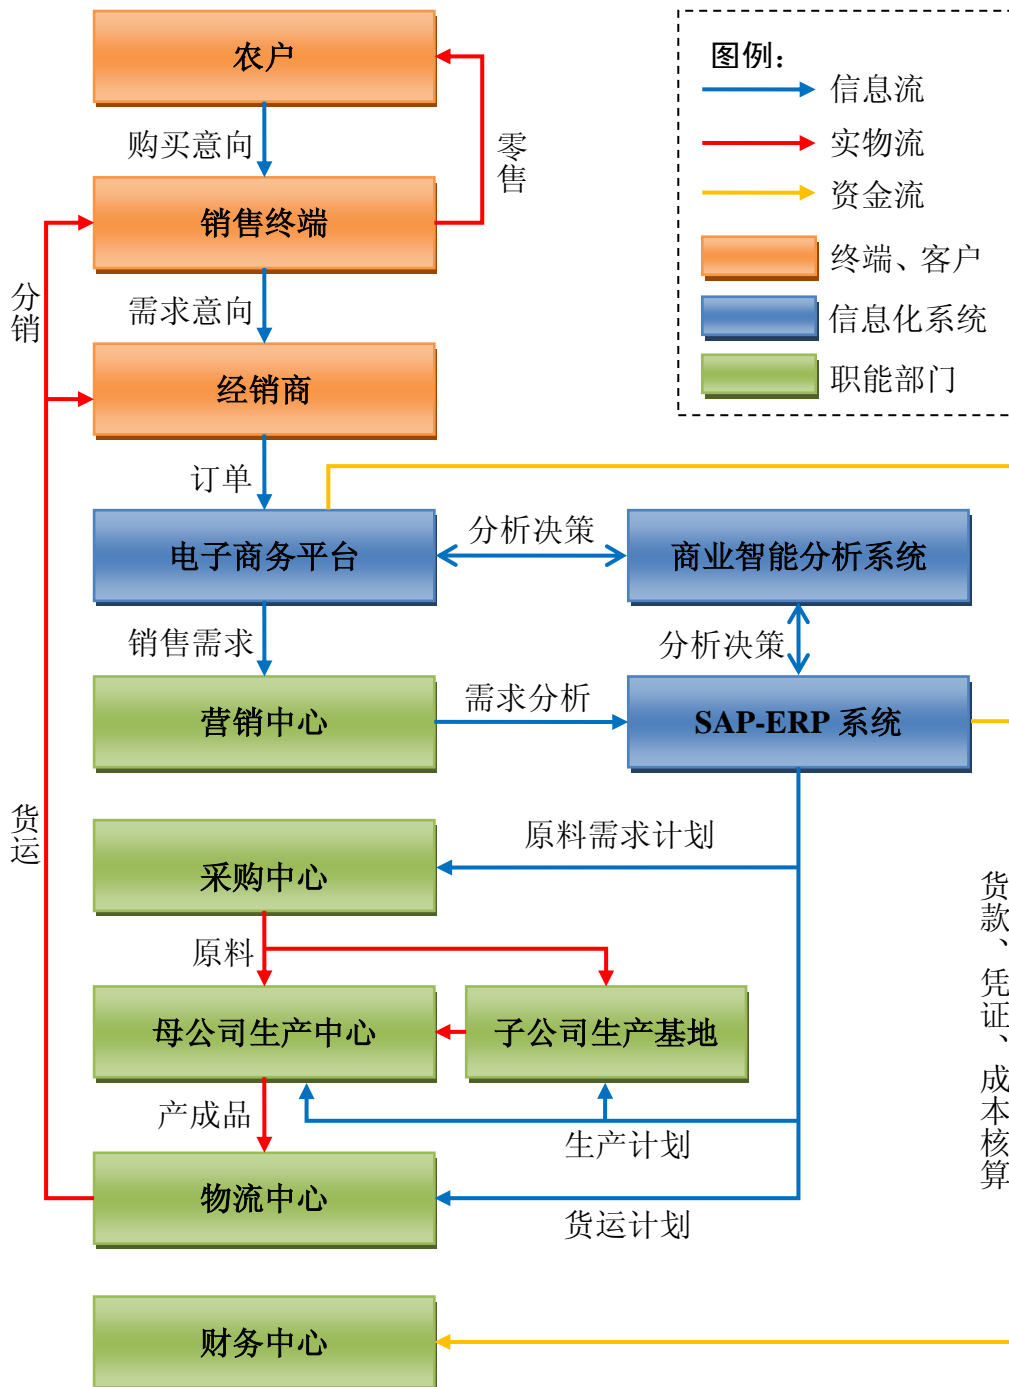 农户
图例：
信息流
实物流
资金流
终端、客户
信息化系统
职能部门
购买意向
零售
销售终端
分销
需求意向
经销商
订单
电子商务平台
分析决策
商业智能分析系统
销售需求
分析决策
营销中心
需求分析
SAP-ERP 系统
货运
原料需求计划
采购中心
原料
母公司生产中心
子公司生产基地
货款、凭证、成本核算
产成品
生产计划
物流中心
货运计划
财务中心